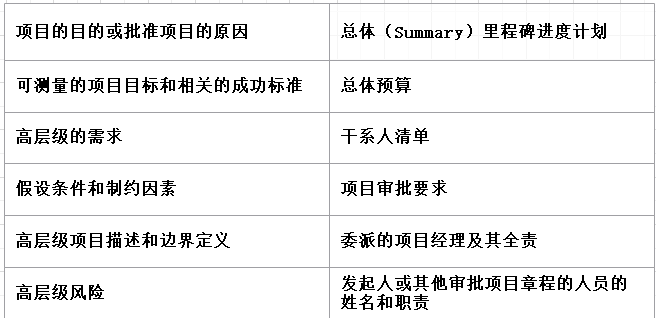 项目的目的或批准项目的原因
总体（Summary）里程碑进度计划
可测量的项目目标和相关的成功标准
总体预算
高层级的需求
干系人清单
假设条件和制约因素
项目审批要求
高层级项目描述和边界定义
委派的项目经理及其全责
高层级风险
发起人或其他审批项目章程的人员的
姓名和职责